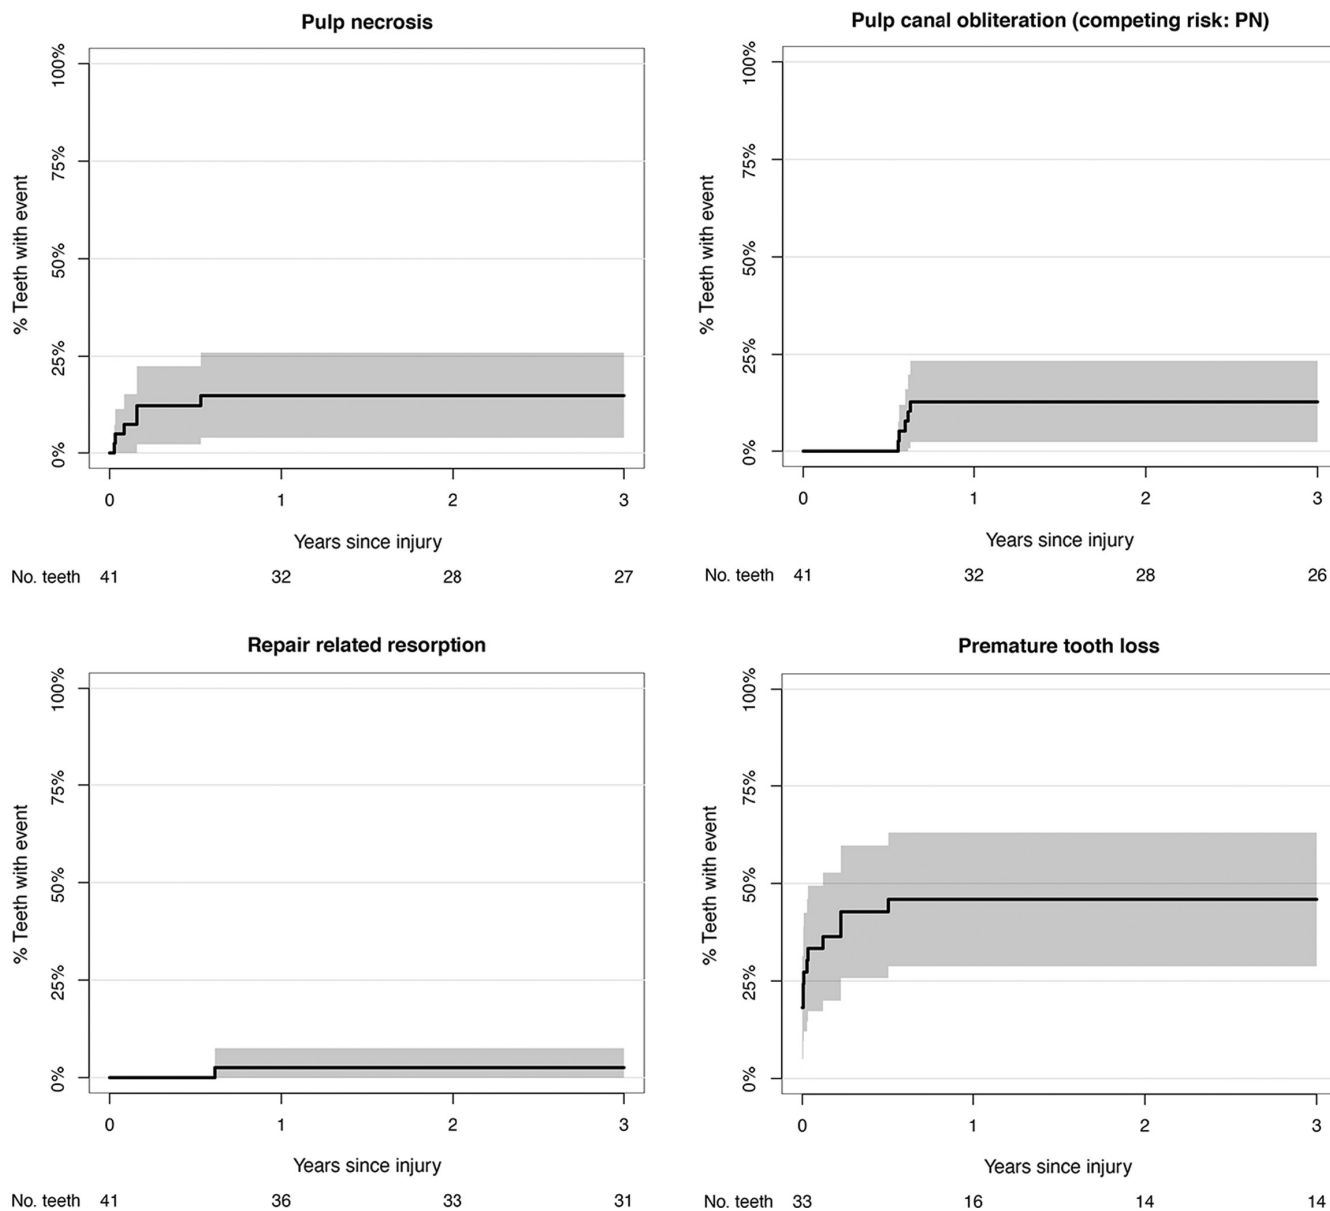 Pulp necrosis
100%
75%
50%
25%
0%
% Teeth with event
0 1 2 3
Years since injury
No. teeth 41 32 28 27
Pulp canal obliteration (competing risk: PN)
100%
75%
50%
25%
0%
% Teeth with event
0 1 2 3
Years since injury
No. teeth 41 32 28 26
Repair related resorption
100%
75%
50%
25%
0%
% Teeth with event
0 1 2 3
Years since injury
No. teeth 41 36 33 31
Premature tooth loss
100%
75%
50%
25%
0%
% Teeth with event
0 1 2 3
Years since injury
No. teeth 33 16 14 14